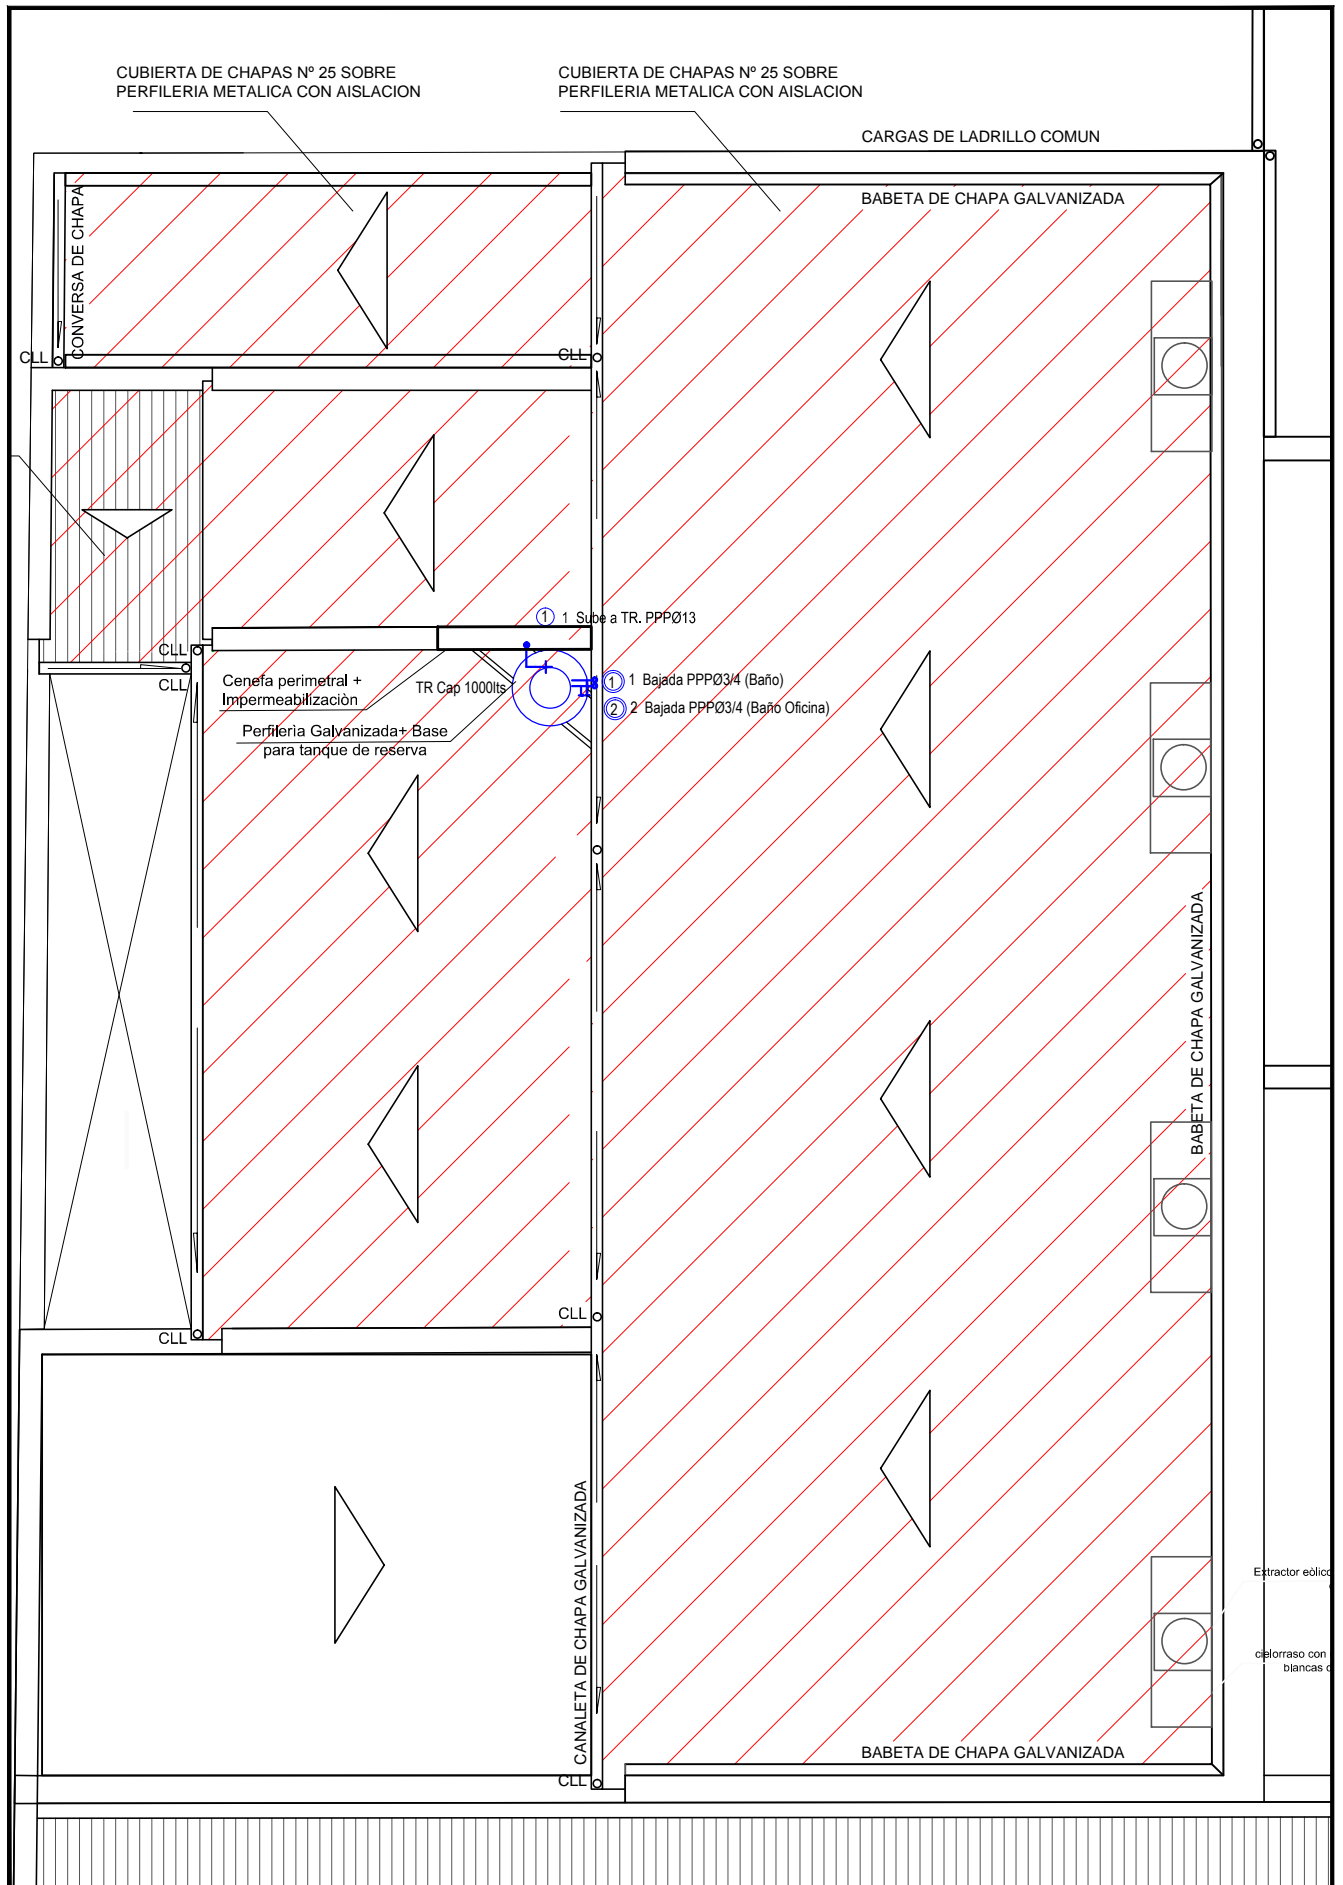 CUBIERTA DE CHAPAS Nº 25 SOBRE
PERFILERIA METALICA CON AISLACION
CUBIERTA DE CHAPAS Nº 25 SOBRE
PERFILERIA METALICA CON AISLACION
CARGAS DE LADRILLO COMUN
BABETA DE CHAPA GALVANIZADA
CONVERSA DE CHAPA
CLL
CLL
1 1 Sube a TR. PPPØ13
CLL
CLL
Cenefa perimetral +
Impermeabilizaciòn
TR Cap 1000lts
1 1 Bajada PPPØ3/4 (Baño)
2 2 Bajada PPPØ3/4 (Baño Oficina)
Perfileria Galvanizada+ Base
para tanque de reserva
BABETA DE CHAPA GALVANIZADA
CLL
CLL
CANALETA DE CHAPA GALVANIZADA
Extractor eòlico
cielorraso con
blancas
BABETA DE CHAPA GALVANIZADA
CLL